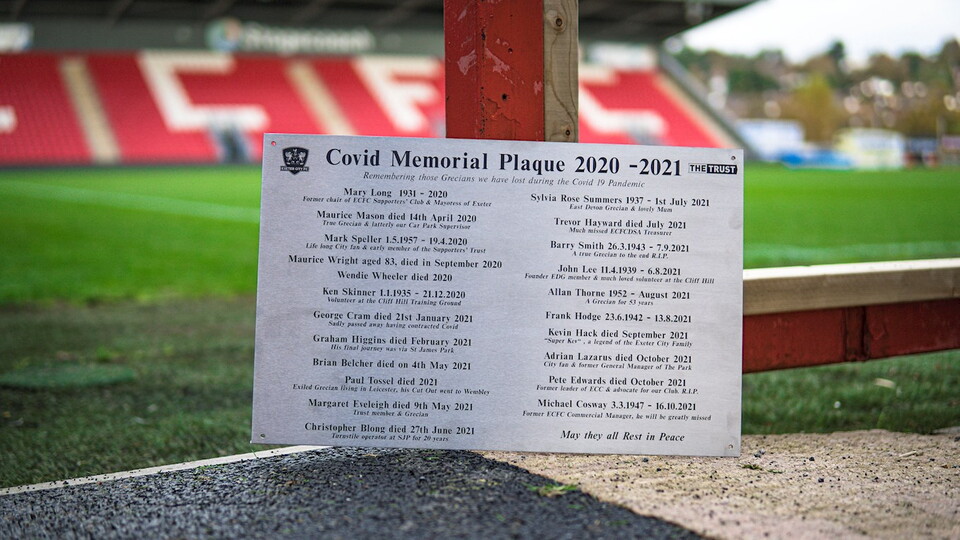 Stagecoach
C
F
C
Covid Memorial Plaque 2020 -2021
THE TRUST
EXETER CITY FC
Remembering those Grecians we have lost during the Covid 19 Pandemic
Mary Long 1931 - 2020
Former chair of ECFC Supporters' Club & Mayoress of Exeter
Maurice Mason died 14th April 2020
True Grecian & latterly our Car Park Supervisor
Mark Speller 1.5.1957 - 19.4.2020
Life long City fan & early member of the Supporters' Trust
Maurice Wright aged 83, died in September 2020
Wendie Wheeler died 2020
Ken Skinner 1.1.1935 - 21.12.2020
Volunteer at the Cliff Hill Training Ground
George Cram died 21st January 2021
Sadly passed away having contracted Covid
Graham Higgins died February 2021
His final journey was via St James Park
Brian Belcher died on 4th May 2021
Paul Tossel died 2021
Exiled Grecian living in Leicester, his Cat Out went to Wembley
Margaret Eveleigh died 9th May 2021
Trust member & Grecian
Christopher Blong died 27th June 2021
Turnstile operator at SJP for 20 years
Sylvia Rose Summers 1937 - 1st July 2021
East Devon Grecian & lovely Mum
Trevor Hayward died July 2021
Much missed ECFCDSA Treasurer
Barry Smith 26.3.1943 - 7.9.2021
A true Grecian to the end R.I.P.
John Lee 11.4.1939 - 6.8.2021
Founder EDG member & much loved volunteer at the Cliff Hill
Allan Thorne 1952 - August 2021
A Grecian for 53 years
Frank Hodge 23.6.1942 - 13.8.2021
Kevin Hack died September 2021
"Super Kev", a legend of the Exeter City Family
Adrian Lazarus died October 2021
City fan & former General Manager of The Park
Pete Edwards died October 2021
Former leader of ECC & advocate for our Club. R.I.P.
Michael Cosway 3.3.1947 - 16.10.2021
Former ECFC Commercial Manager, he will be greatly missed
May they all Rest in Peace